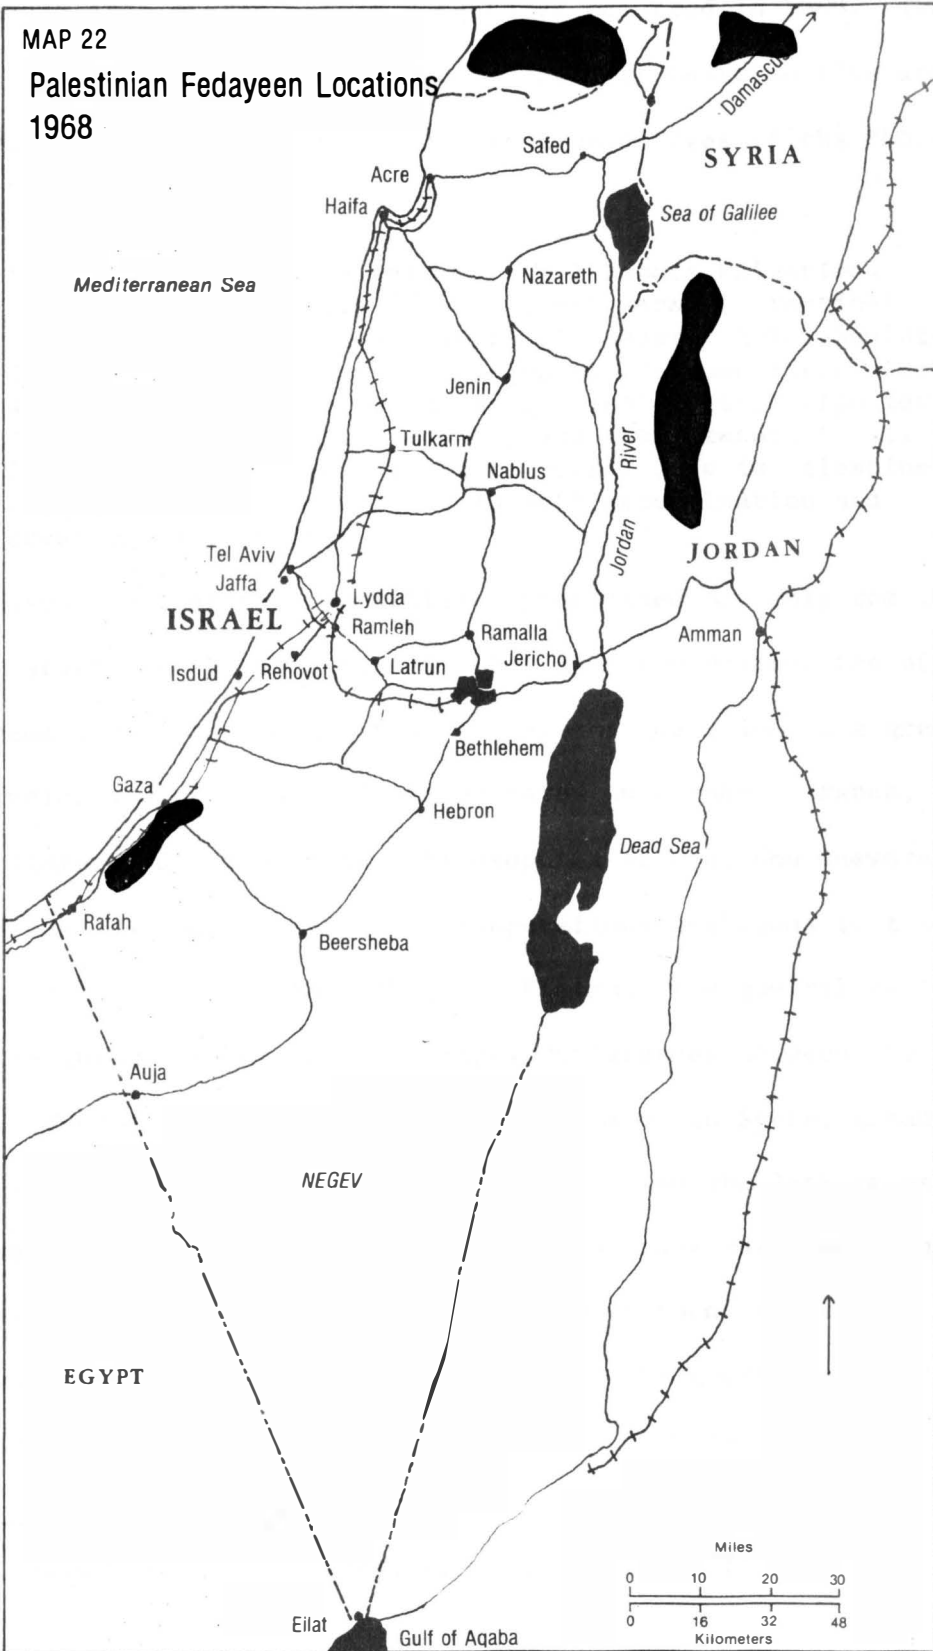 MAP 22
Palestinian Fedayeen Locations
1968
Damascus
Safed
SYRIA
Acre
Haifa
Sea of Galilee
Nazareth
Mediterranean Sea
Jenin
Tulkarm
Nablus
Jordan River
JORDAN
Tel Aviv
Jaffa
Lydda
ISRAEL
Ramleh
Ramalla
Amman
Isdud
Rehovot
Latrun
Jericho
Bethlehem
Gaza
Hebron
Dead Sea
Rafah
Beersheba
Auja
NEGEV
EGYPT
Miles
0 10 20 30
0 16 32 48
Kilometers
Eilat
Gulf of Aqaba